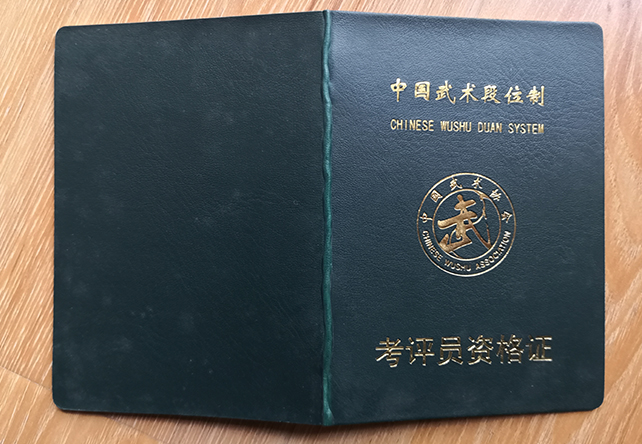 中国武术段位制
CHINESE WUSHU DUAN SYSTEM
中国武术协会
武
CHINESE WUSHU ASSOCIATION
考评员资格证